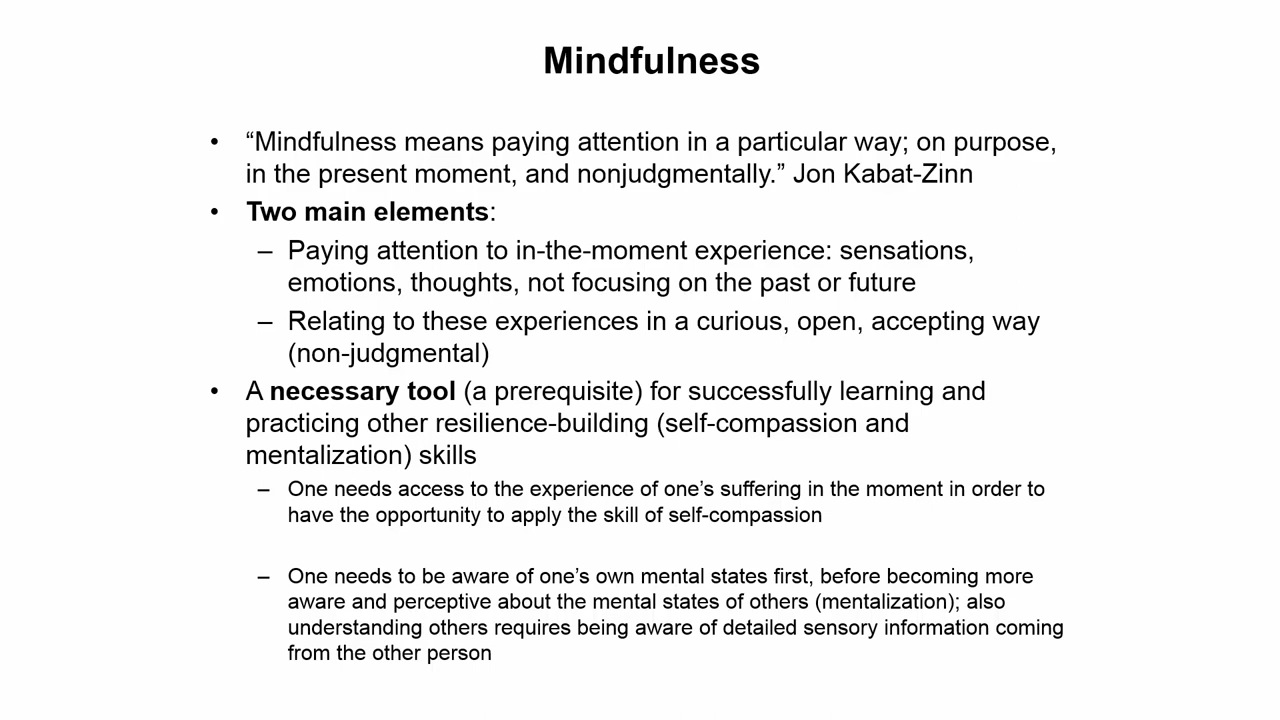 Mindfulness
• “Mindfulness means paying attention in a particular way; on purpose,
in the present moment, and nonjudgmentally.” Jon Kabat-Zinn
• Two main elements:
– Paying attention to in-the-moment experience: sensations,
emotions, thoughts, not focusing on the past or future
– Relating to these experiences in a curious, open, accepting way
(non-judgmental)
• A necessary tool (a prerequisite) for successfully learning and
practicing other resilience-building (self-compassion and
mentalization) skills
– One needs access to the experience of one’s suffering in the moment in order to
have the opportunity to apply the skill of self-compassion
– One needs to be aware of one’s own mental states first, before becoming more
aware and perceptive about the mental states of others (mentalization); also
understanding others requires being aware of detailed sensory information coming
from the other person